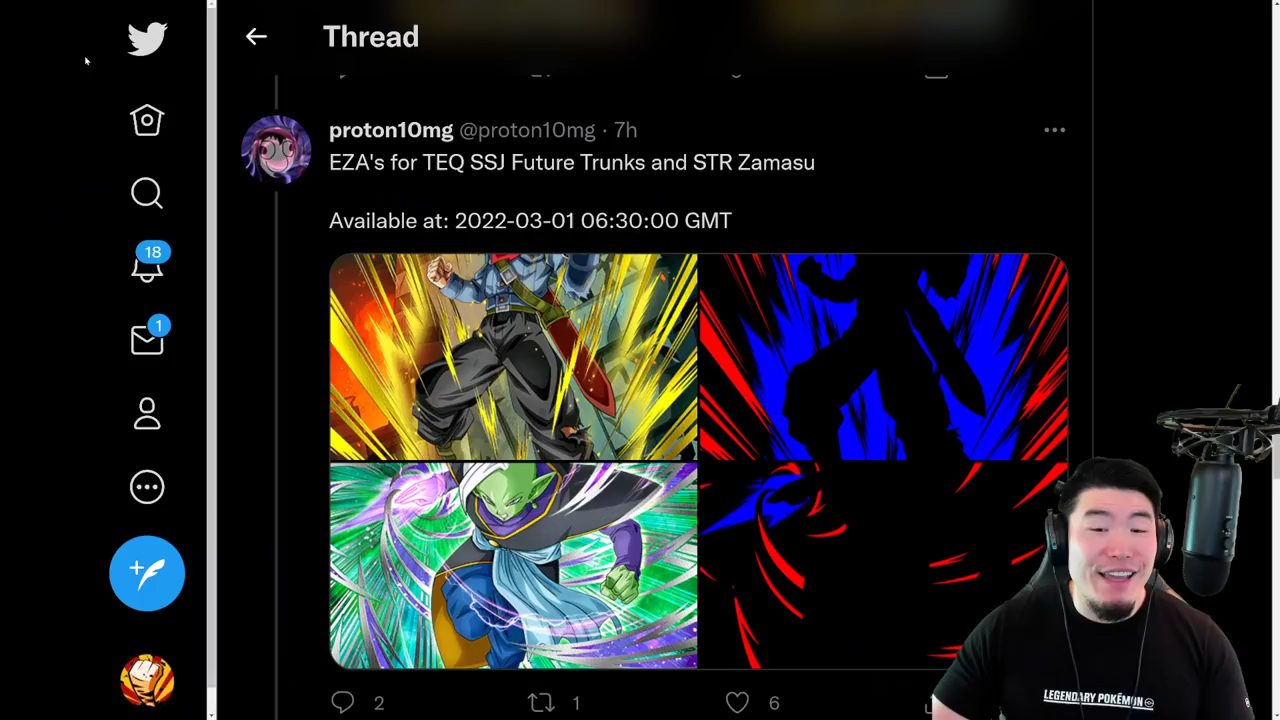 Thread
proton10mg @proton10mg · 7h
EZA's for TEQ SSJ Future Trunks and STR Zamasu
Available at: 2022-03-01 06:30:00 GMT
18
1
2
1
6
LEGENDARY POKÉMON